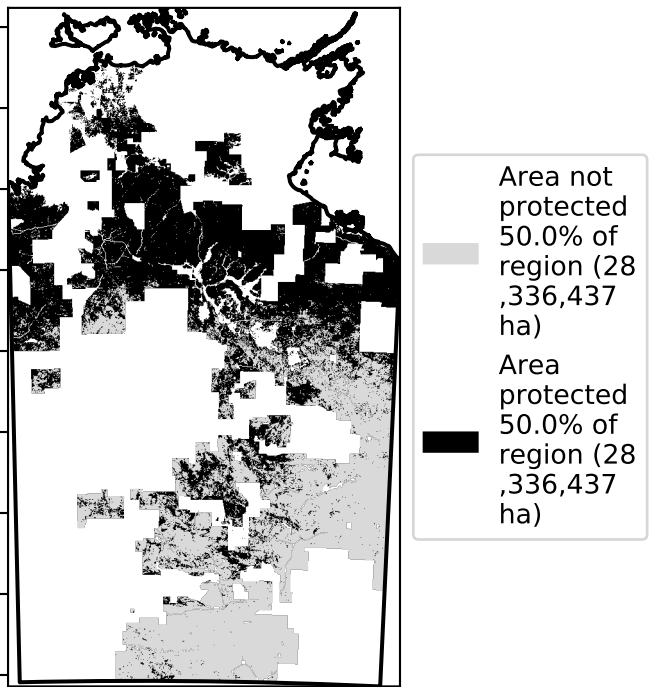 Area not
protected
50.0% of
region (28
,336,437
ha)
Area
protected
50.0% of
region (28
,336,437
ha)